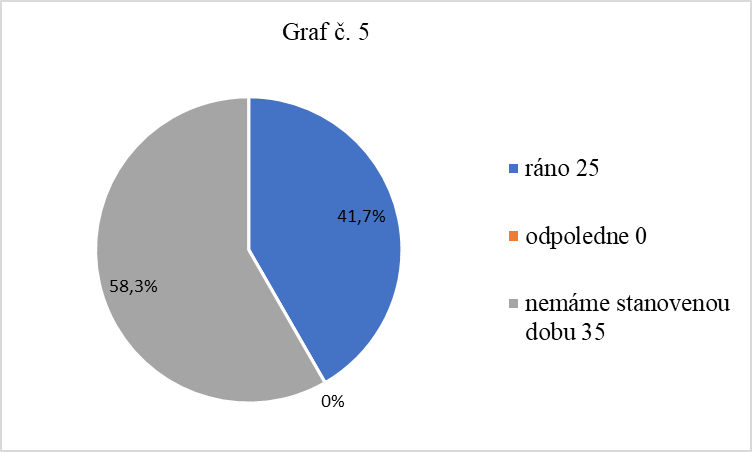 Graf č. 5
41,7%
58,3%
0%
ráno 25
odpoledne 0
nemáme stanovenou
dobu 35